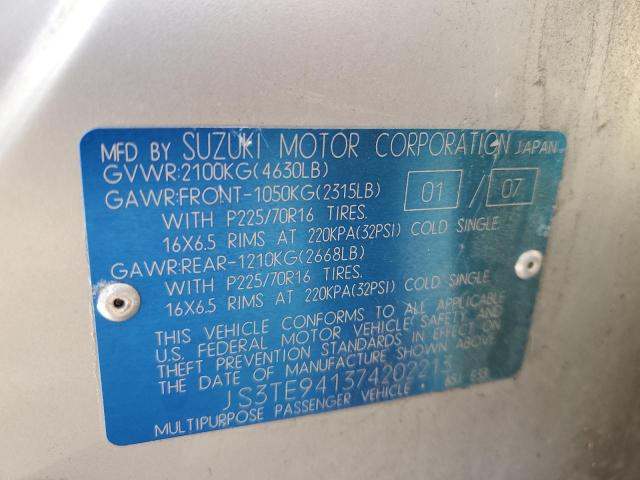 MFD BY SUZUKI MOTOR CORPORATION JAPAN
GVWR:2100KG(4630LB)
GAWR:FRONT-1050KG(2315LB) 01 / 07
WITH P225/70R16 TIRES.
16X6.5 RIMS AT 220KPA(32PSI) COLD SINGLE
GAWR:REAR-1210KG(2668LB)
WITH P225/70R16 TIRES.
16X6.5 RIMS AT 220KPA(32PSI) COLD SINGLE
THIS VEHICLE CONFORMS TO ALL APPLICABLE
U.S. FEDERAL MOTOR VEHICLE SAFETY AND
THEFT PREVENTION STANDARDS IN EFFECT ON
THE DATE OF MANUFACTURE SHOWN ABOVE.
JS3TE941374202213
MULTIPURPOSE PASSENGER VEHICLE